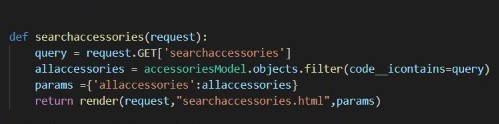 def searchaccessories(request):
    query = request.GET['searchaccessories']
    allaccessories = accessoriesModel.objects.filter(code__icontains=query)
    params ={'allaccessories':allaccessories}
    return render(request,"searchaccessories.html",params)